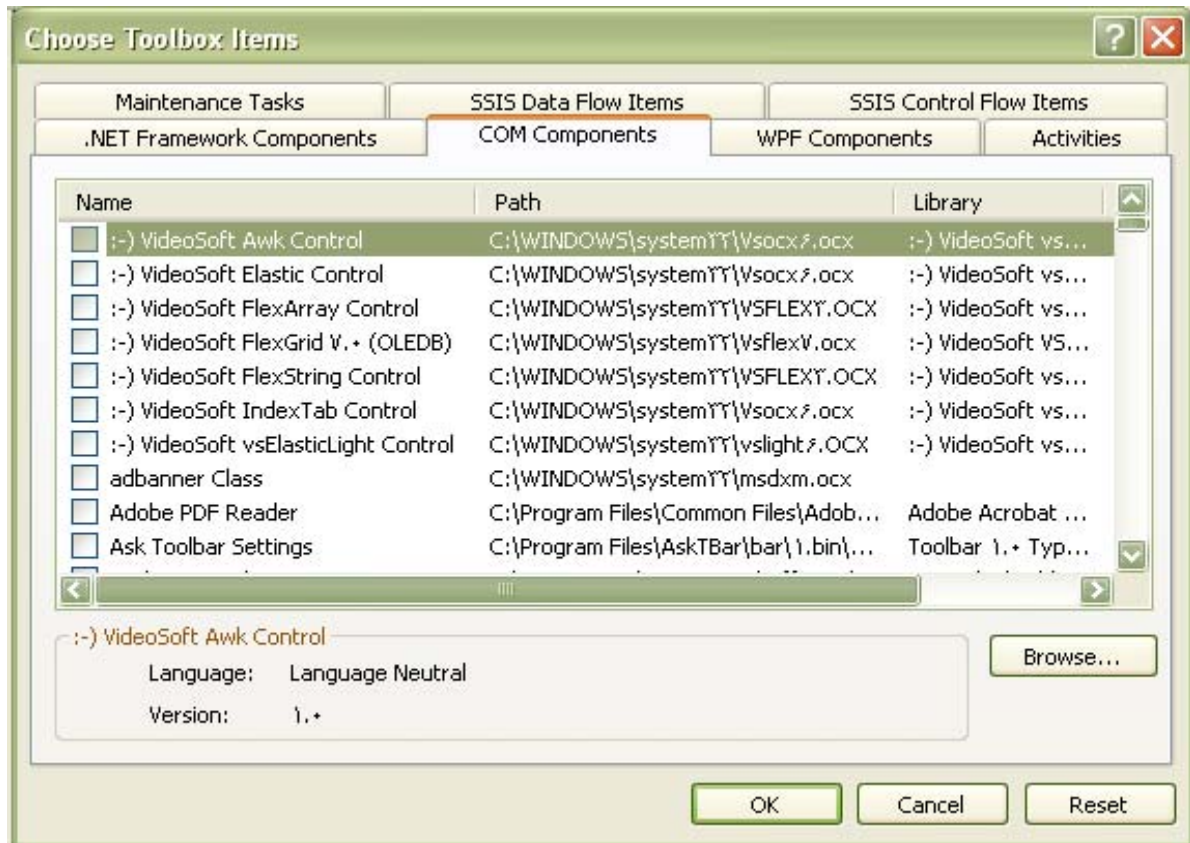 Choose Toolbox Items
Maintenance Tasks SSIS Data Flow Items SSIS Control Flow Items
.NET Framework Components COM Components WPF Components Activities
Name Path Library
:-) VideoSoft Awk Control C:\WINDOWS\system۳۲\Vsocx۶.ocx :-) VideoSoft vs...
:-) VideoSoft Elastic Control C:\WINDOWS\system۳۲\Vsocx۶.ocx :-) VideoSoft vs...
:-) VideoSoft FlexArray Control C:\WINDOWS\system۳۲\VSFLEX۳.OCX :-) VideoSoft vs...
:-) VideoSoft FlexGrid ۷.۰ (OLEDB) C:\WINDOWS\system۳۲\Vsflex۷.ocx :-) VideoSoft VS...
:-) VideoSoft FlexString Control C:\WINDOWS\system۳۲\VSFLEX۳.OCX :-) VideoSoft vs...
:-) VideoSoft IndexTab Control C:\WINDOWS\system۳۲\Vsocx۶.ocx :-) VideoSoft vs...
:-) VideoSoft vsElasticLight Control C:\WINDOWS\system۳۲\vslight۶.OCX :-) VideoSoft vs...
adbanner Class C:\WINDOWS\system۳۲\msdxm.ocx
Adobe PDF Reader C:\Program Files\Common Files\Adob... Adobe Acrobat ...
Ask Toolbar Settings C:\Program Files\AskTBar\bar\۱.bin\... Toolbar ۱.۰ Typ...
:-) VideoSoft Awk Control
Browse...
Language: Language Neutral
Version: ۱.۰
OK Cancel Reset